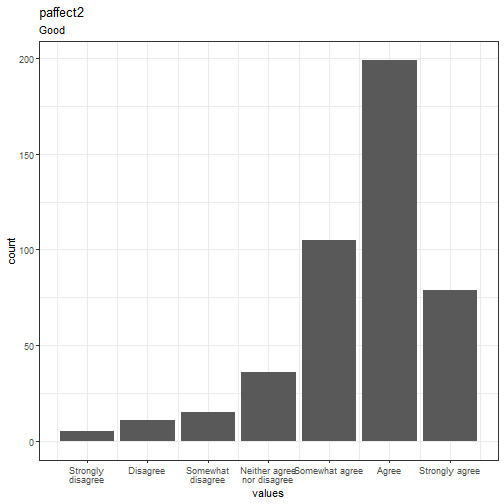 paffect2
Good
200
150
100
50
0
count
Strongly disagree
Disagree
Somewhat disagree
Neither agree nor disagree
Somewhat agree
Agree
Strongly agree
values